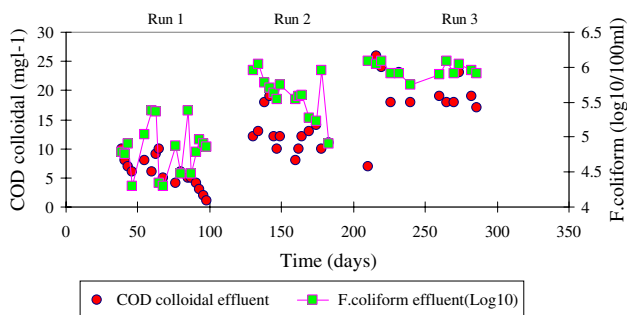 Run 1 Run 2 Run 3
30 6.5
25 6
20 5.5
15 5
10
5 4.5
0 4
COD colloidal (mgl-1)
F.coliform (log10/100ml)
0 50 100 150 200 250 300 350
Time (days)
COD colloidal effluent F.coliform effluent(Log10)